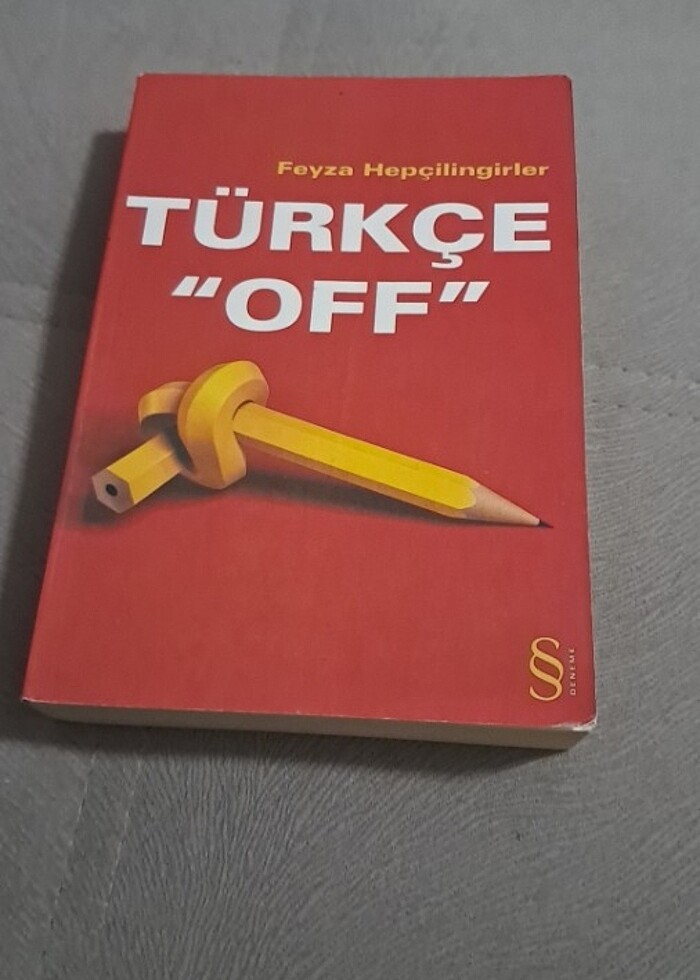 Feyza Hepçilingirler
TÜRKÇE
"OFF"
DENEME